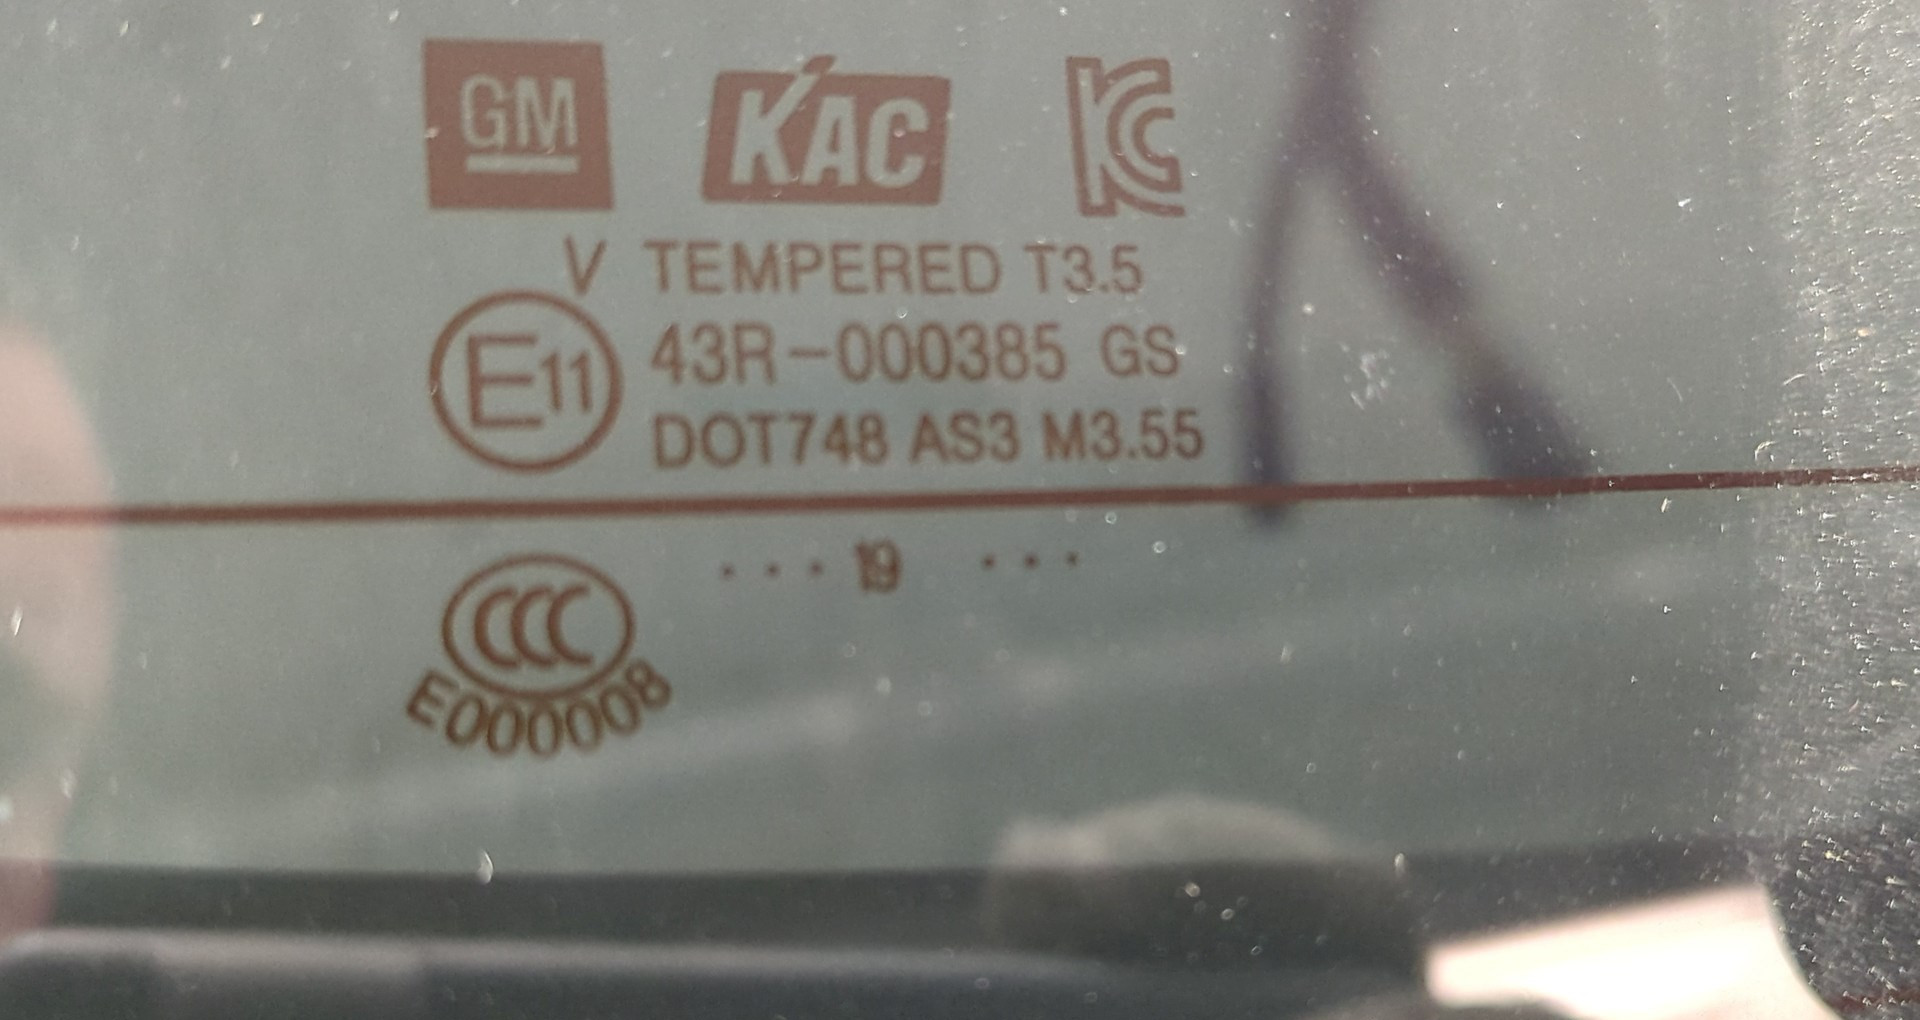 GM KAC KC
V TEMPERED T3.5
E11 43R-000385 GS
DOT748 AS3 M3.55
··· 19 ···
CCC
E000008